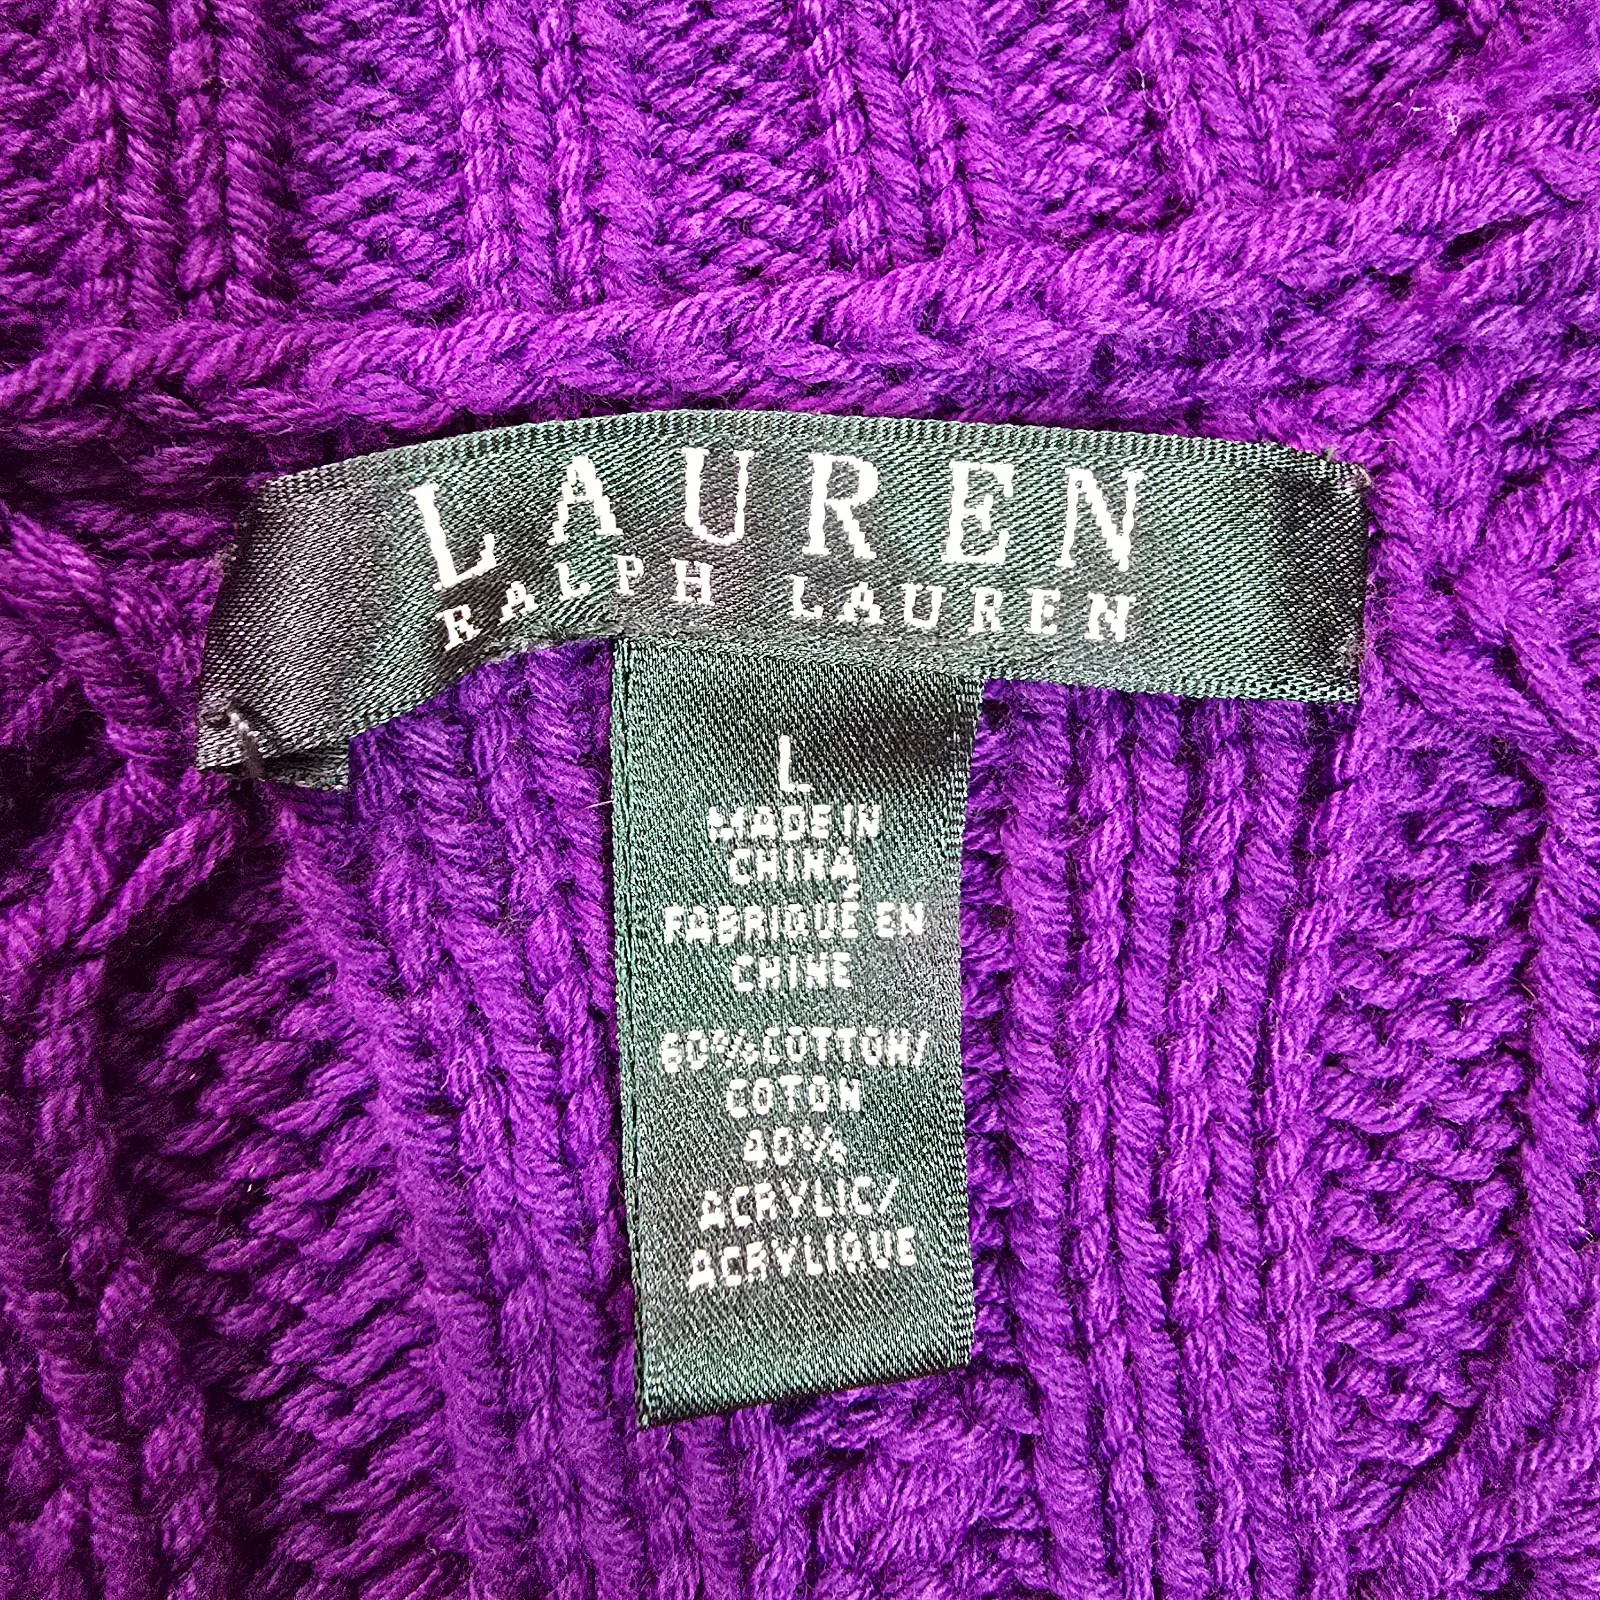 LAUREN
RALPH LAUREN
L
MADE IN
CHINA
FABRIQUÉ EN
CHINE
60% COTTON/
COTON
40%
ACRYLIC/
ACRYLIQUE